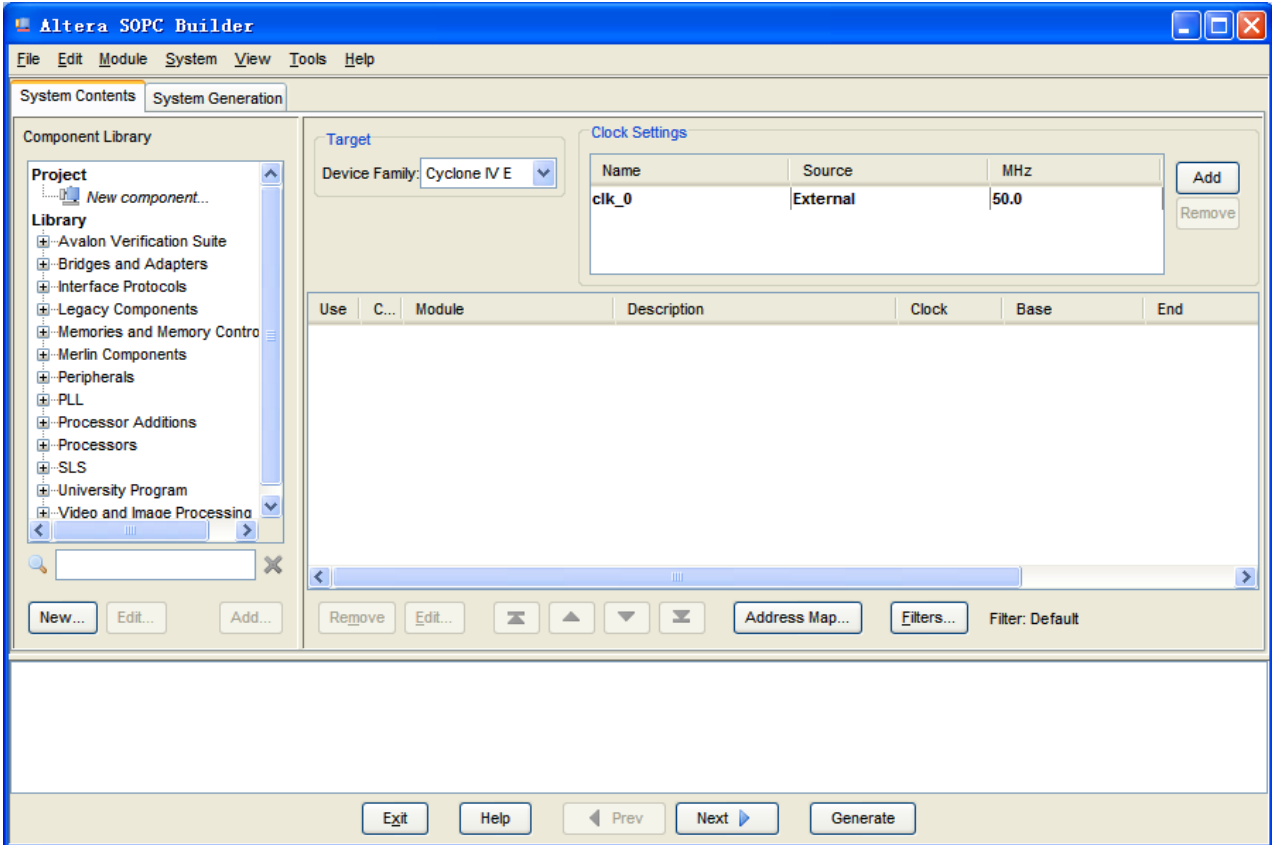 Altera SOPC Builder
File Edit Module System View Tools Help
System Contents System Generation
Component Library
Project
New component...
Library
Avalon Verification Suite
Bridges and Adapters
Interface Protocols
Legacy Components
Memories and Memory Contro
Merlin Components
Peripherals
PLL
Processor Additions
Processors
SLS
University Program
Video and Image Processing
New... Edit... Add...
Target
Device Family: Cyclone IV E
Clock Settings
Name Source MHz
clk_0 External 50.0
Add
Remove
Use C... Module Description Clock Base End
Remove Edit... Address Map... Filters... Filter: Default
Exit Help Prev Next Generate